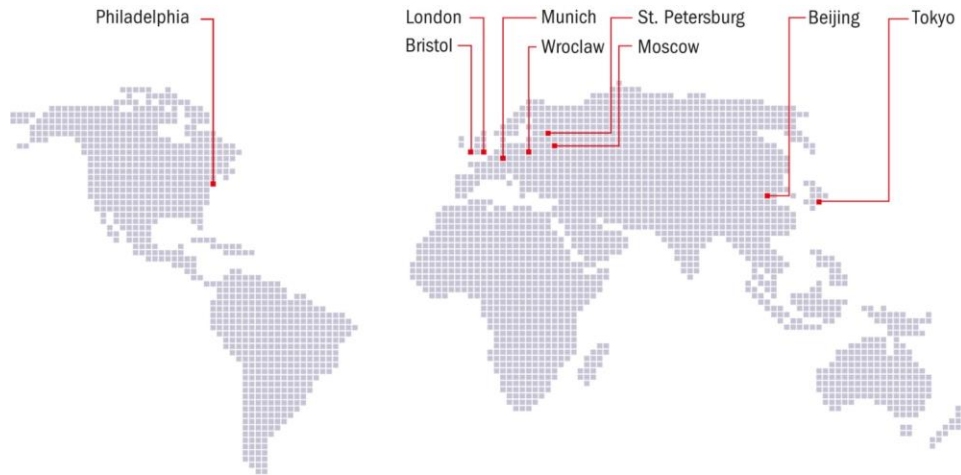 Philadelphia London Munich St. Petersburg Beijing Tokyo
Bristol Wroclaw Moscow